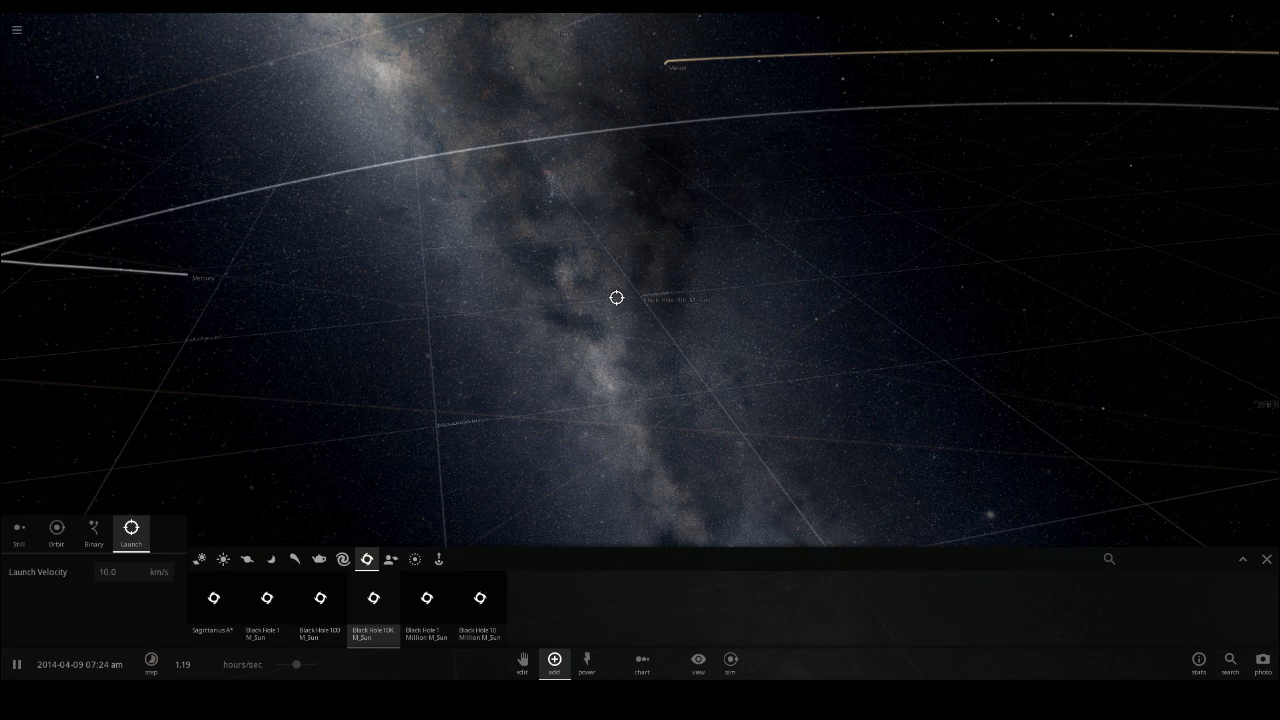 Venus
Mercury
Black Hole 10K M_Sun
Still
Orbit
Binary
Launch
Launch Velocity
10.0
km/s
Sagittarius A*
Black Hole 1
M_Sun
Black Hole 100
M_Sun
Black Hole 10K
M_Sun
Black Hole 1
Million M_Sun
Black Hole 10
Million M_Sun
2014-04-09 07:24 am
step
1.19
hours/sec
edit
add
power
chart
view
sim
stats
search
photo